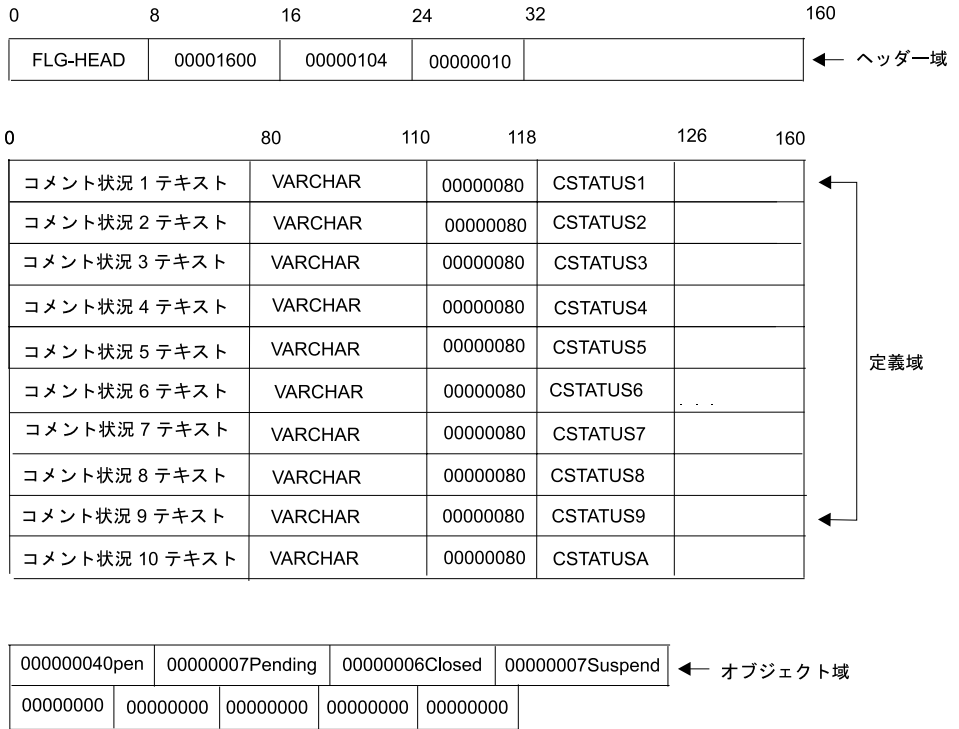 0 8 16 24 32 160
FLG-HEAD 00001600 00000104 00000010 ヘッダー域
0 80 110 118 126 160
コメント状況 1 テキスト VARCHAR 00000080 CSTATUS1
コメント状況 2 テキスト VARCHAR 00000080 CSTATUS2
コメント状況 3 テキスト VARCHAR 00000080 CSTATUS3
コメント状況 4 テキスト VARCHAR 00000080 CSTATUS4
コメント状況 5 テキスト VARCHAR 00000080 CSTATUS5
定義域
コメント状況 6 テキスト VARCHAR 00000080 CSTATUS6 . . .
コメント状況 7 テキスト VARCHAR 00000080 CSTATUS7
コメント状況 8 テキスト VARCHAR 00000080 CSTATUS8
コメント状況 9 テキスト VARCHAR 00000080 CSTATUS9
コメント状況 10 テキスト VARCHAR 00000080 CSTATUSA
000000040pen 00000007Pending 00000006Closed 00000007Suspend オブジェクト域
00000000 00000000 00000000 00000000 00000000